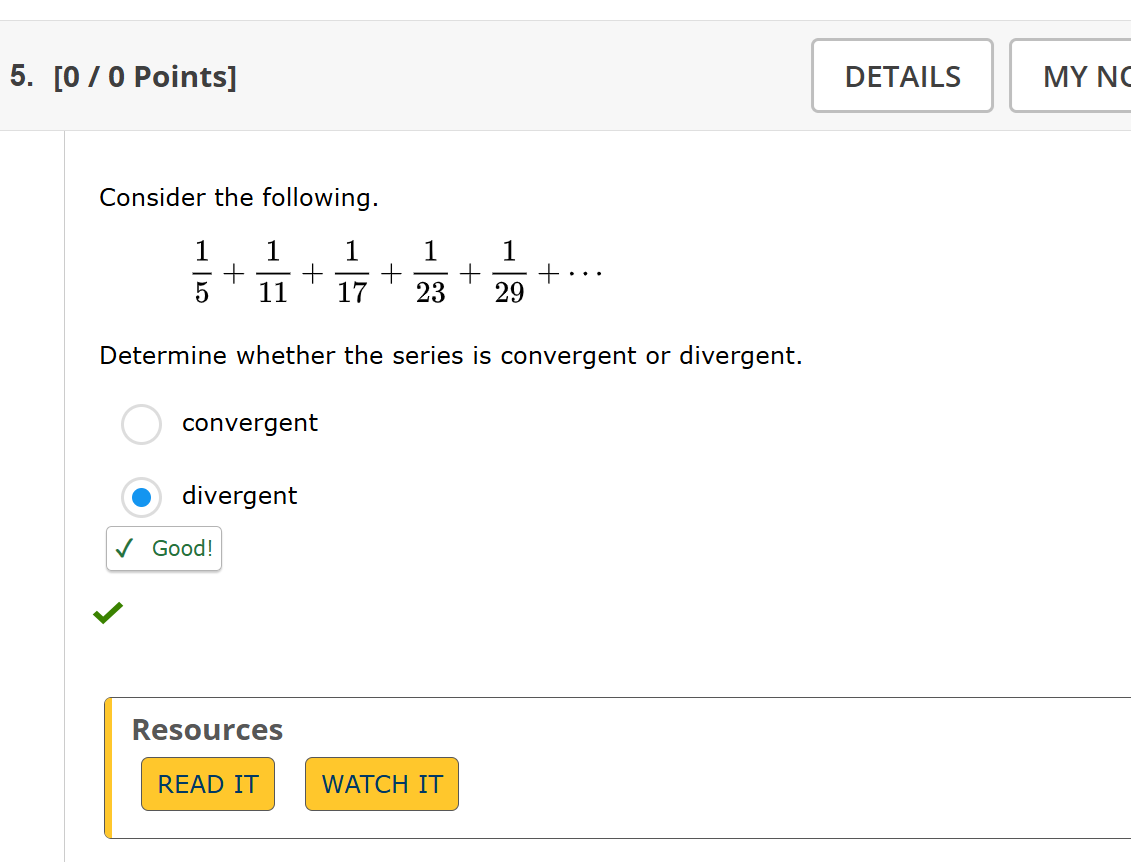 5. [0 / 0 Points]
DETAILS
MY NO
Consider the following.
1/5 + 1/11 + 1/17 + 1/23 + 1/29 + ···
Determine whether the series is convergent or divergent.
convergent
divergent
✓ Good!
Resources
READ IT
WATCH IT